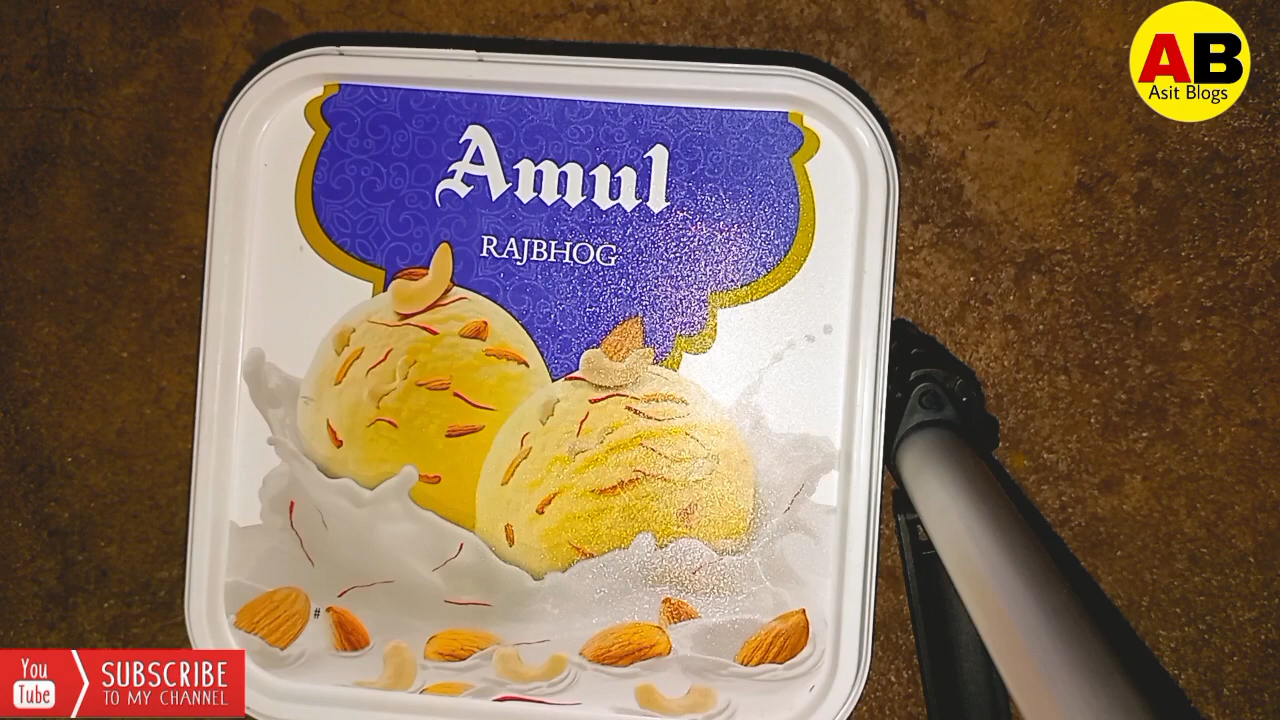 AB
Asit Blogs
Amul
RAJBHOG
#
You
Tube
SUBSCRIBE
TO MY CHANNEL